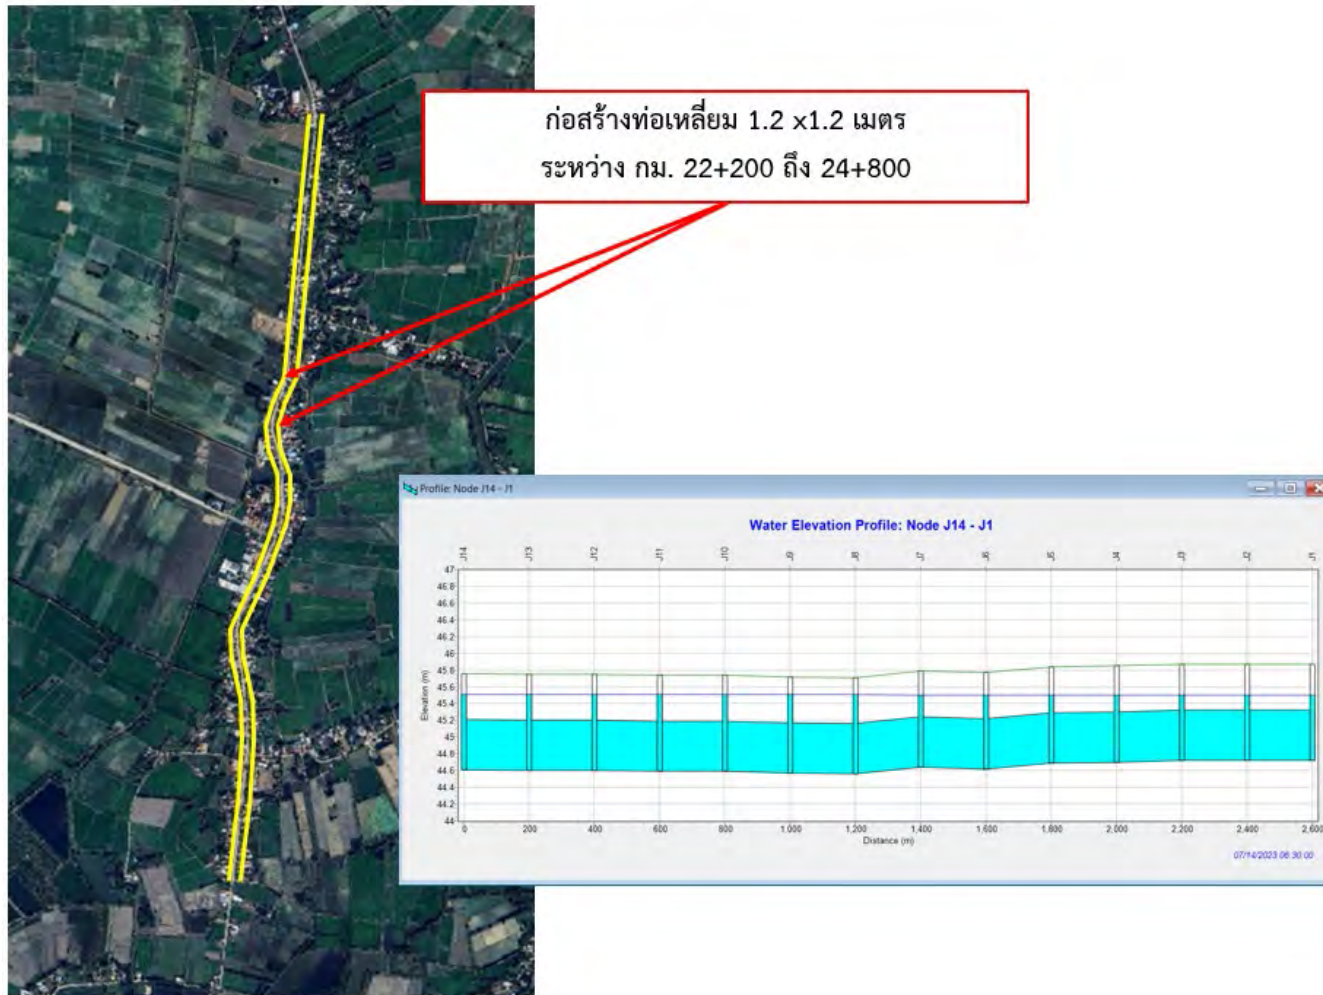 ก่อสร้างท่อเหลี่ยม 1.2 x1.2 เมตร
ระหว่าง กม. 22+200 ถึง 24+800
Profile: Node J14 - J1
Water Elevation Profile: Node J14 - J1
J14 J13 J12 J11 J10 J9 J8 J7 J6 J5 J4 J3 J2 J1
47
46.8
46.6
46.4
46.2
46
45.8
45.6
45.4
45.2
45
44.8
44.6
44.4
44.2
44
Elevation (m)
0 200 400 600 800 1,000 1,200 1,400 1,600 1,800 2,000 2,200 2,400 2,600
Distance (m)
07/14/2023 06:30:00